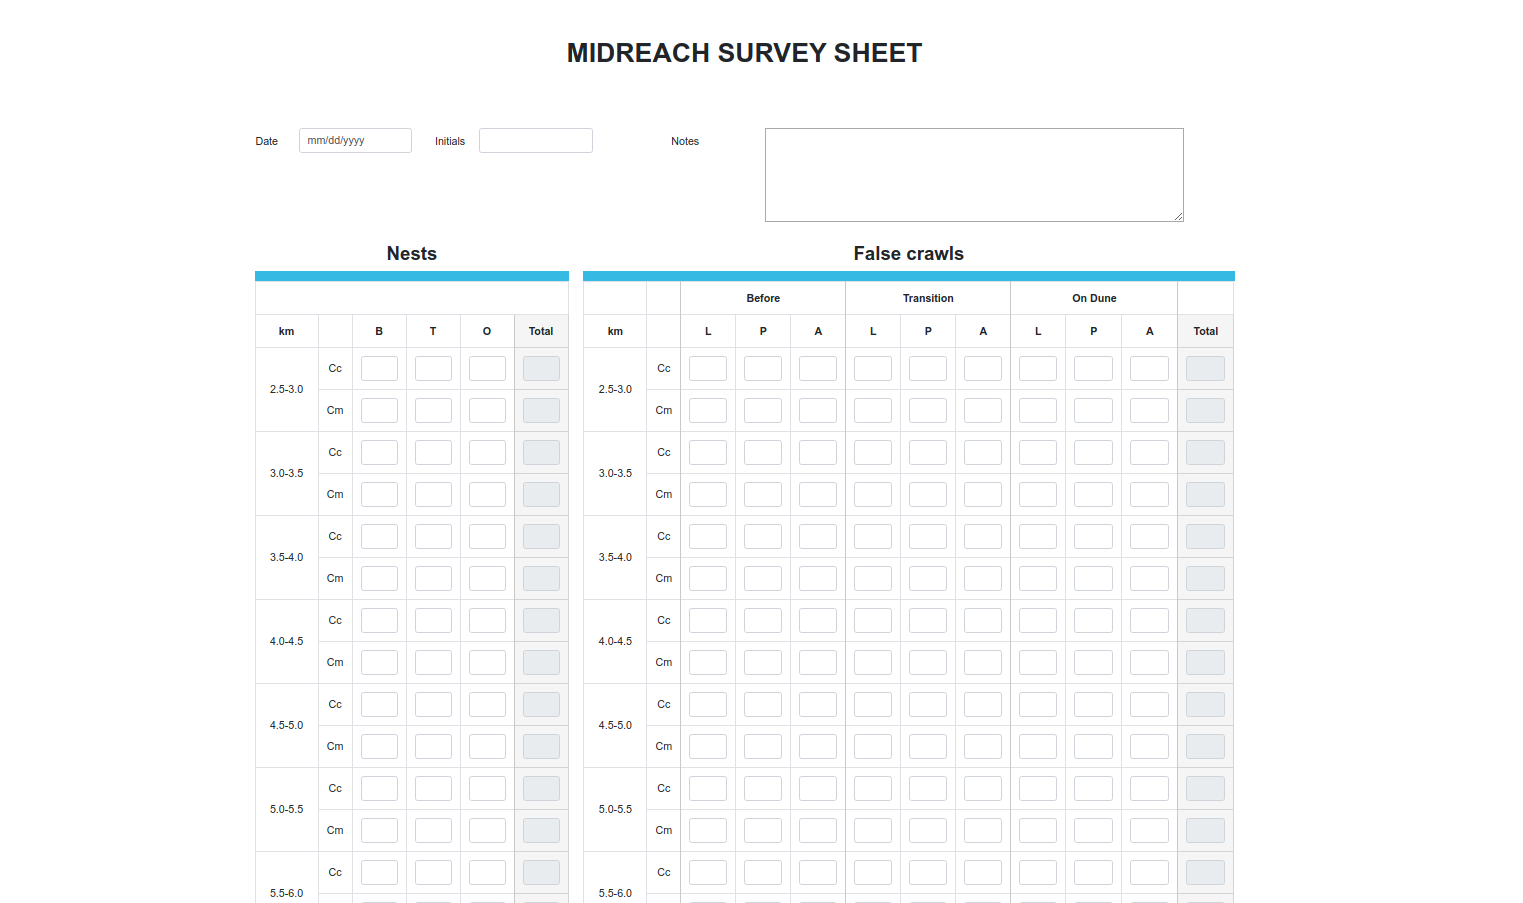 MIDREACH SURVEY SHEET
Date mm/dd/yyyy Initials Notes
Nests False crawls
Before Transition On Dune
km B T O Total km L P A L P A L P A Total
2.5-3.0 Cc 2.5-3.0 Cc
Cm Cm
3.0-3.5 Cc 3.0-3.5 Cc
Cm Cm
3.5-4.0 Cc 3.5-4.0 Cc
Cm Cm
4.0-4.5 Cc 4.0-4.5 Cc
Cm Cm
4.5-5.0 Cc 4.5-5.0 Cc
Cm Cm
5.0-5.5 Cc 5.0-5.5 Cc
Cm Cm
5.5-6.0 Cc 5.5-6.0 Cc